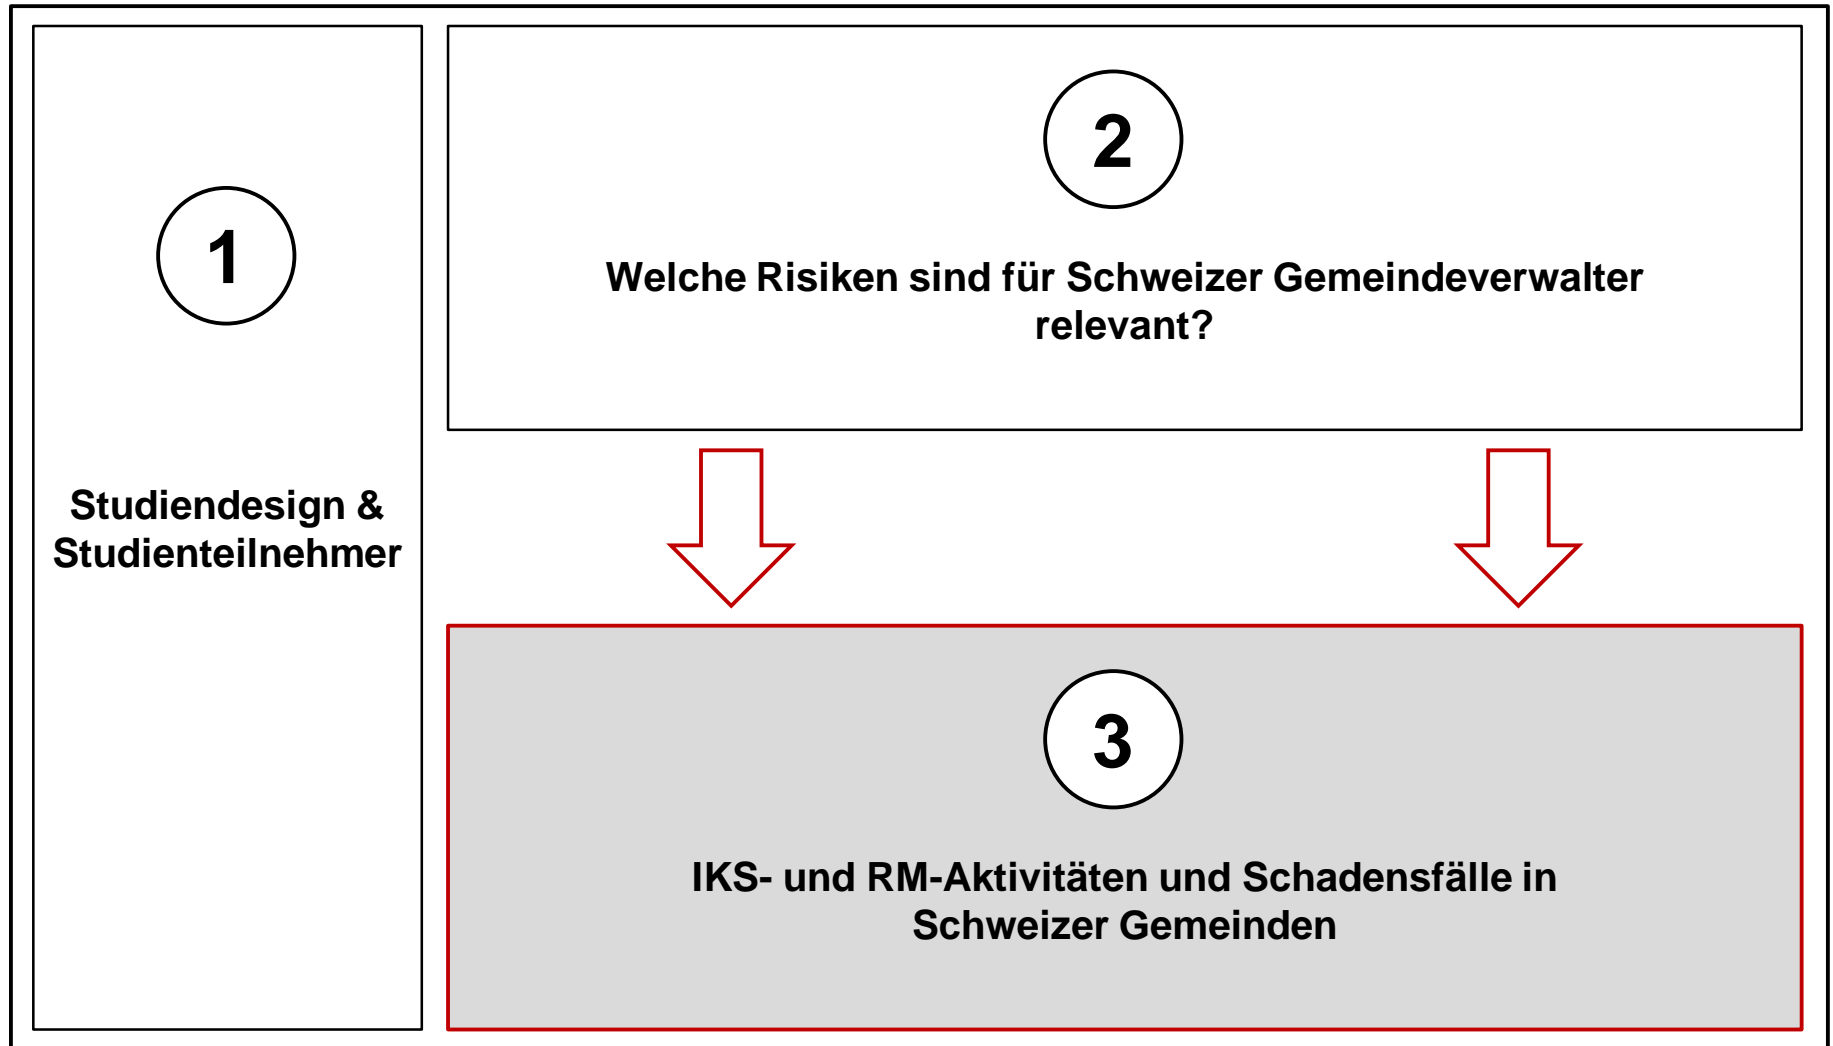 1
Studiendesign &
Studienteilnehmer
2
Welche Risiken sind für Schweizer Gemeindeverwalter
relevant?
3
IKS- und RM-Aktivitäten und Schadensfälle in
Schweizer Gemeinden